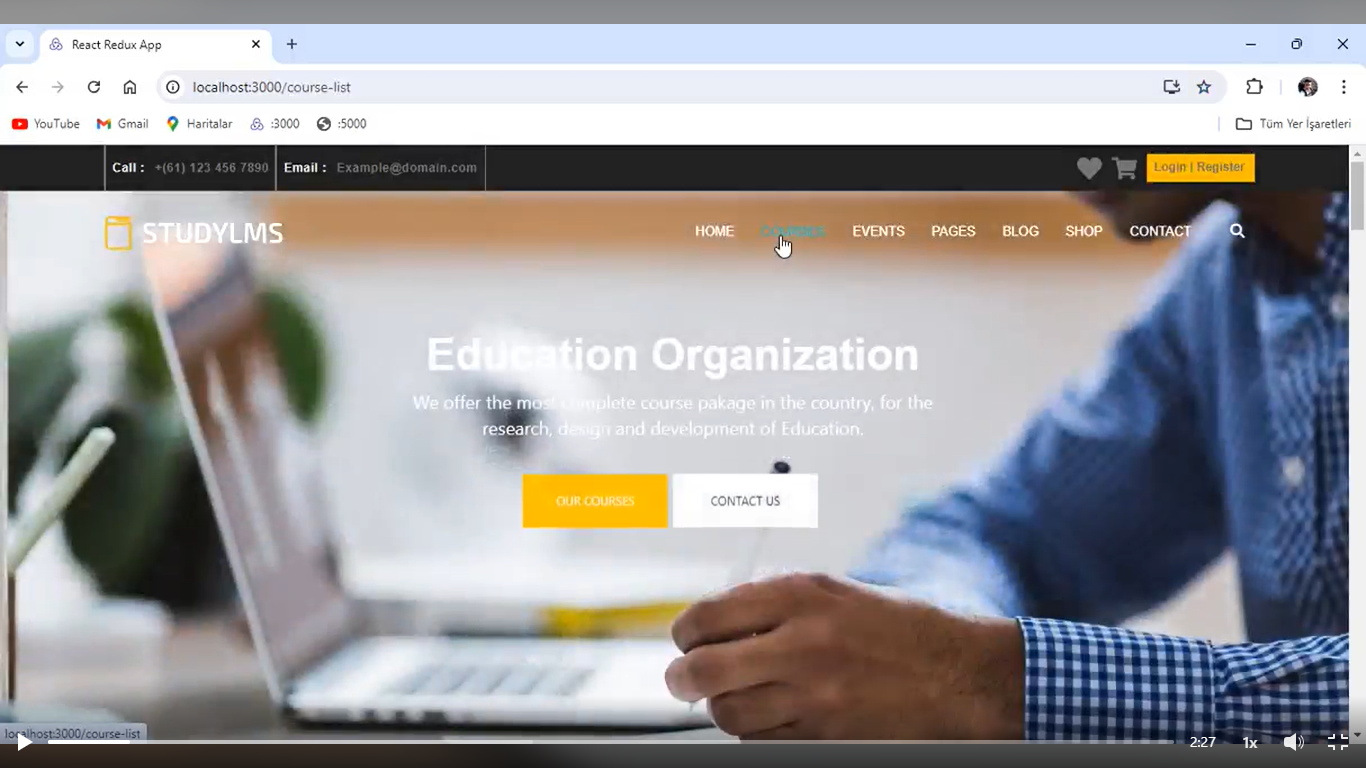 React Redux App
localhost:3000/course-list
YouTube
Gmail
Haritalar
:3000
:5000
Tüm Yer İşaretleri
Call : +(61) 123 456 7890
Email : Example@domain.com
Login | Register
STUDYLMS
HOME
COURSES
EVENTS
PAGES
BLOG
SHOP
CONTACT
Education Organization
We offer the most complete course pakage in the country, for the
research, design and development of Education.
OUR COURSES
CONTACT US
localhost:3000/course-list
2:27
1x